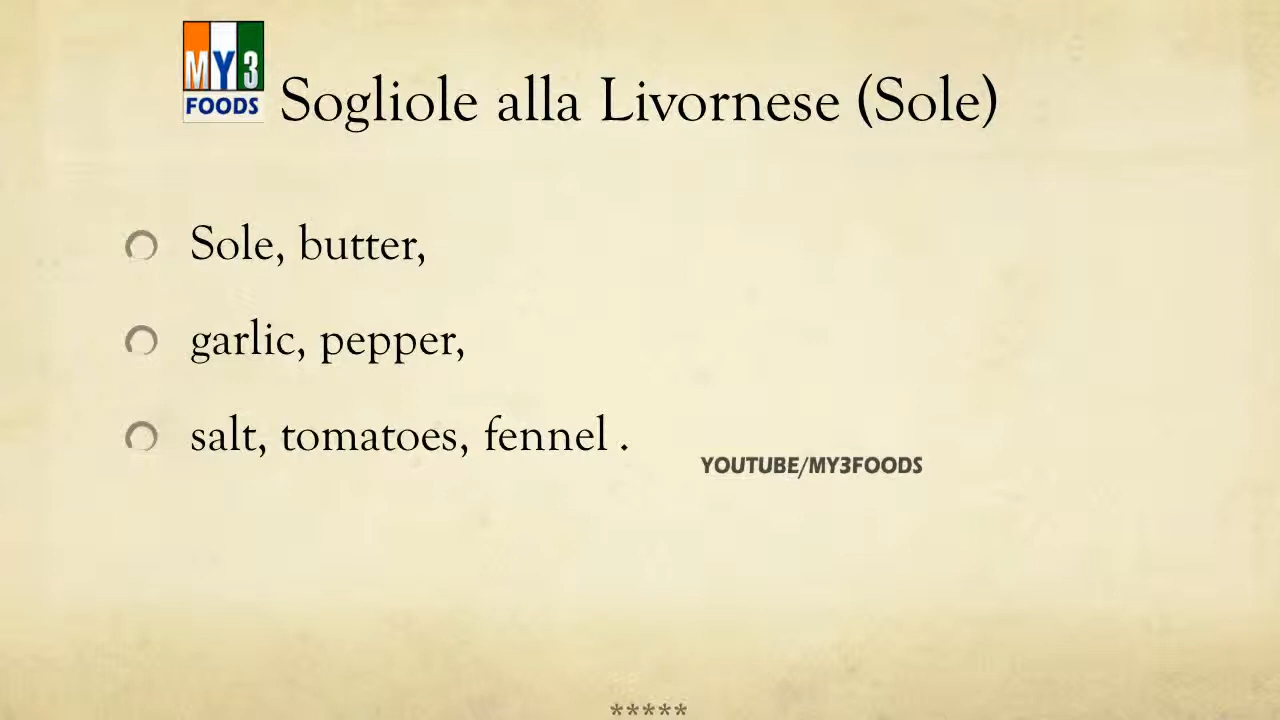 MY3
FOODS
Sogliole alla Livornese (Sole)
Sole, butter,
garlic, pepper,
salt, tomatoes, fennel .
YOUTUBE/MY3FOODS
*****